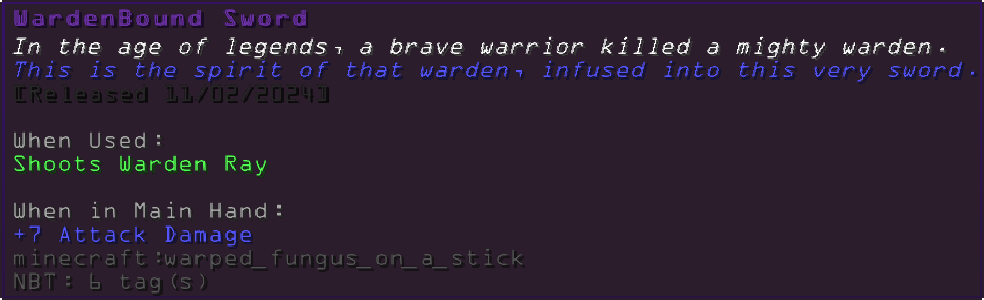 WardenBound Sword
In the age of legends, a brave warrior killed a mighty warden.
This is the spirit of that warden, infused into this very sword.
[Released 11/02/2024]
When Used:
Shoots Warden Ray
When in Main Hand:
+7 Attack Damage
minecraft:warped_fungus_on_a_stick
NBT: 6 tag(s)